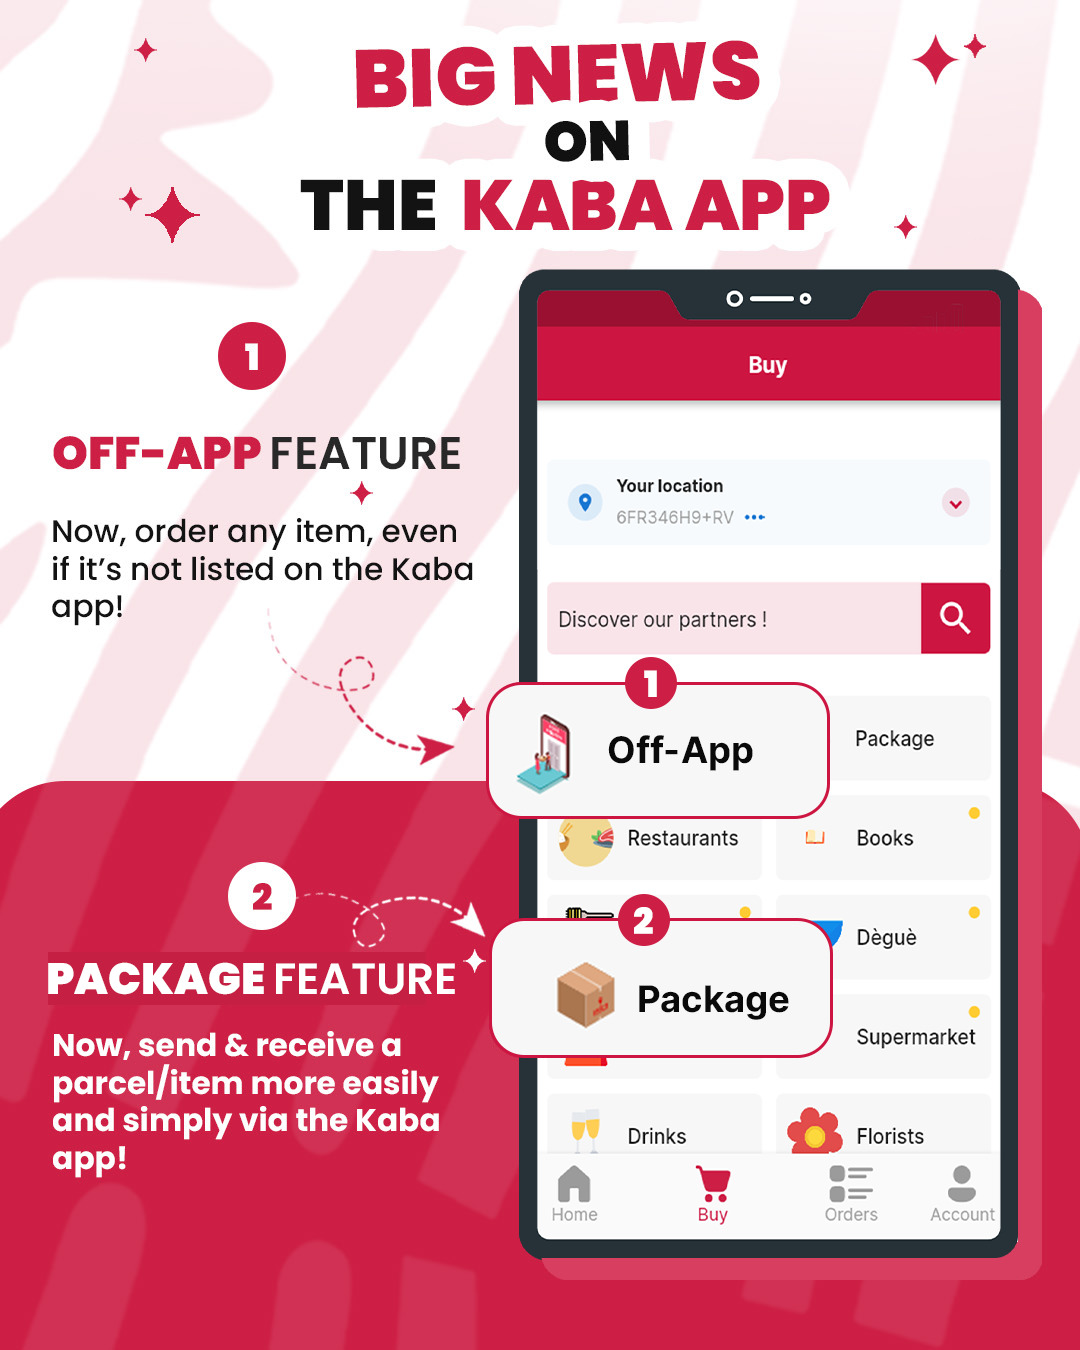 BIG NEWS
ON
THE KABA APP
1
OFF-APP FEATURE
Now, order any item, even
if it's not listed on the Kaba
app!
2
PACKAGE FEATURE
Now, send & receive a
parcel/item more easily
and simply via the Kaba
app!
Buy
Your location
6FR346H9+RV •••
Discover our partners !
1
Off-App
Package
Restaurants
Books
2
Package
Dèguè
Supermarket
Drinks
Florists
Home
Buy
Orders
Account